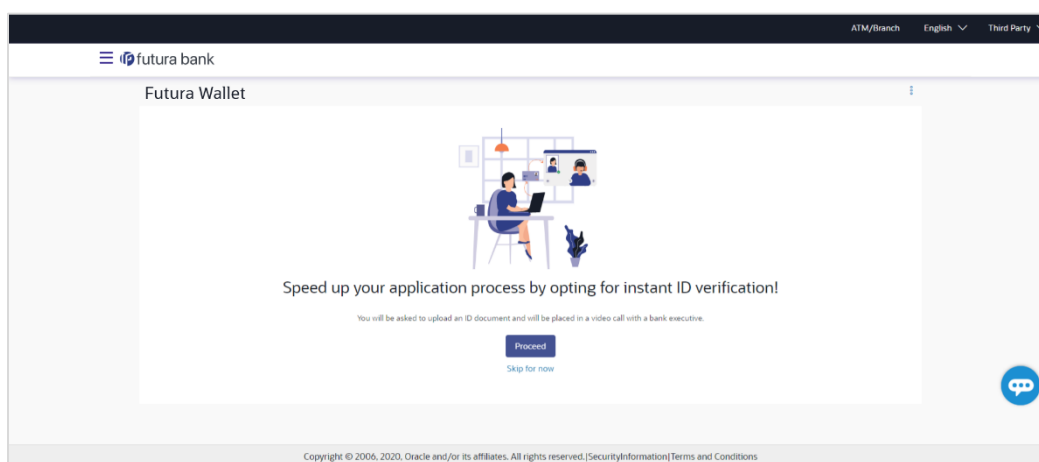 ATM/Branch English Third Party
futura bank
Futura Wallet
Speed up your application process by opting for instant ID verification!
You will be asked to upload an ID document and will be placed in a video call with a bank executive.
Proceed
Skip for now
Copyright © 2006, 2020, Oracle and/or its affiliates. All rights reserved.|SecurityInformation|Terms and Conditions